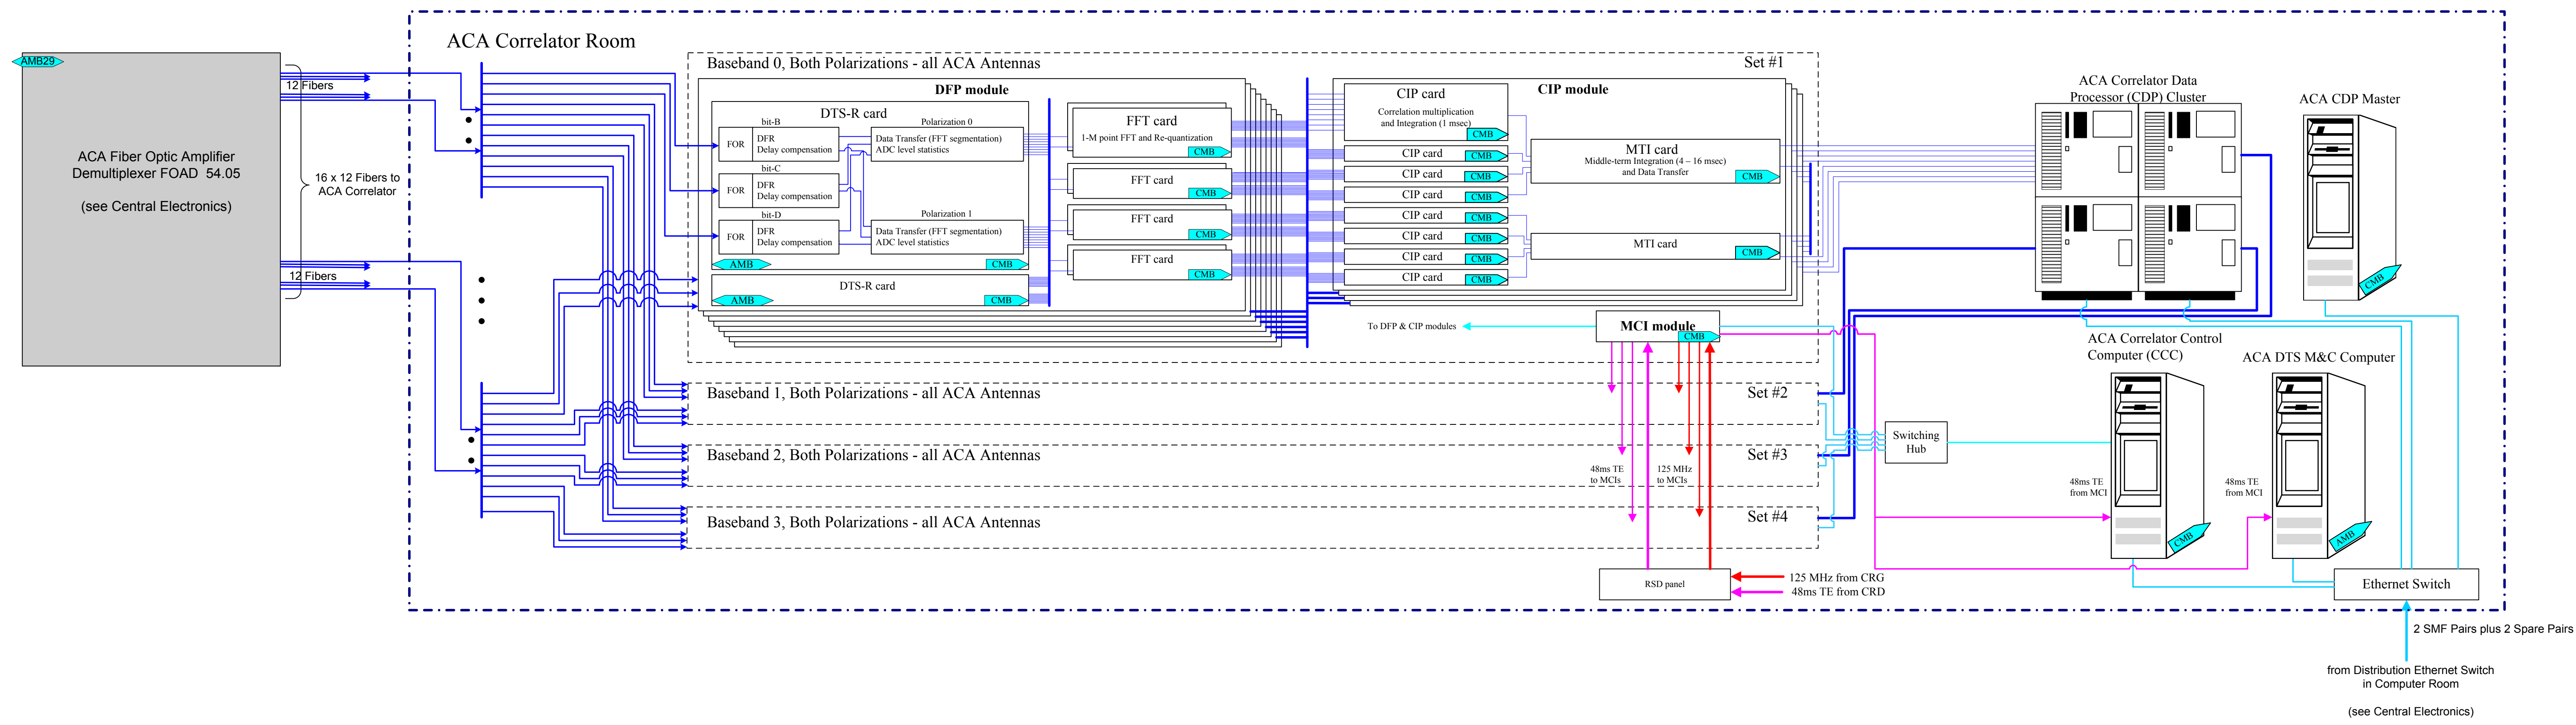 AMB29
ACA Fiber Optic Amplifier
Demultiplexer FOAD  54.05
(see Central Electronics)
12 Fibers
16 x 12 Fibers to
ACA Correlator
12 Fibers
ACA Correlator Room
Baseband 0, Both Polarizations - all ACA Antennas
Set #1
DFP module
DTS-R card
bit-B
FOR
DFR
Delay compensation
bit-C
FOR
DFR
Delay compensation
bit-D
FOR
DFR
Delay compensation
Polarization 0
Data Transfer (FFT segmentation)
ADC level statistics
Polarization 1
Data Transfer (FFT segmentation)
ADC level statistics
AMB
CMB
DTS-R card
AMB
CMB
FFT card
1-M point FFT and Re-quantization
CMB
FFT card
CMB
FFT card
CMB
FFT card
CMB
CIP module
CIP card
Correlation multiplication
and Integration (1 msec)
CMB
CIP card
CMB
CIP card
CMB
CIP card
CMB
CIP card
CMB
CIP card
CMB
CIP card
CMB
CIP card
CMB
MTI card
Middle-term Integration (4 – 16 msec)
and Data Transfer
CMB
MTI card
CMB
To DFP & CIP modules
MCI module
CMB
Baseband 1, Both Polarizations - all ACA Antennas
Set #2
Baseband 2, Both Polarizations - all ACA Antennas
Set #3
48ms TE
to MCIs
125 MHz
to MCIs
Baseband 3, Both Polarizations - all ACA Antennas
Set #4
RSD panel
125 MHz from CRG
48ms TE from CRD
Switching
Hub
ACA Correlator Data
Processor (CDP) Cluster
ACA CDP Master
CMB
ACA Correlator Control
Computer (CCC)
48ms TE
from MCI
CMB
ACA DTS M&C Computer
48ms TE
from MCI
AMB
Ethernet Switch
2 SMF Pairs plus 2 Spare Pairs
from Distribution Ethernet Switch
in Computer Room
(see Central Electronics)